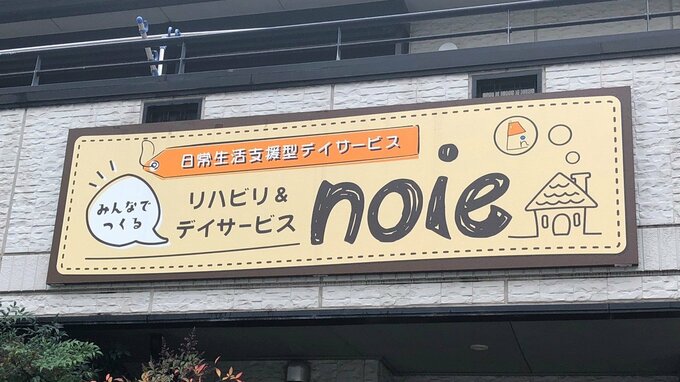 日常生活支援型デイサービス
みんなで
つくる
リハビリ&
デイサービス
noie